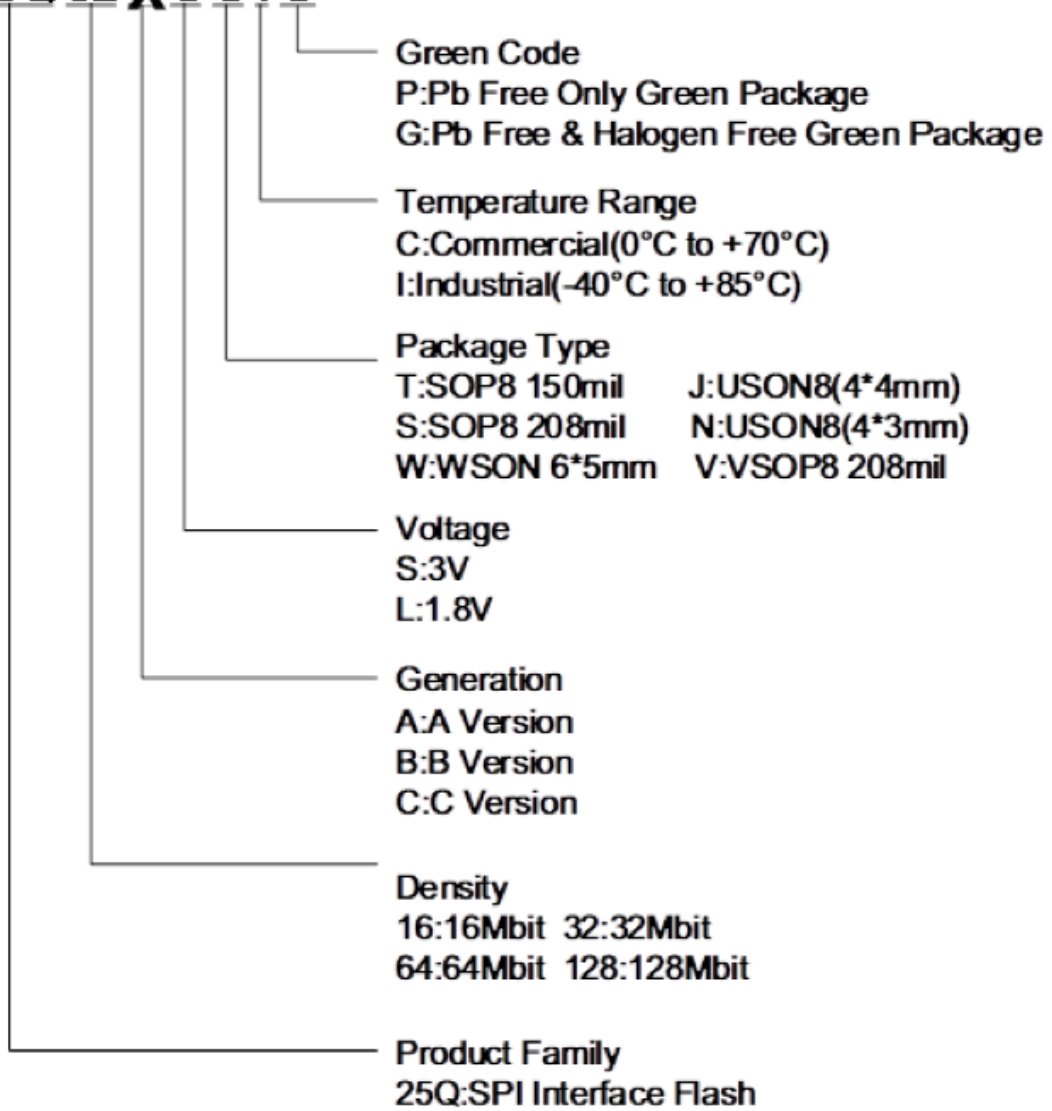 Green Code
P:Pb Free Only Green Package
G:Pb Free & Halogen Free Green Package
Temperature Range
C:Commercial(0°C to +70°C)
I:Industrial(-40°C to +85°C)
Package Type
T:SOP8 150mil J:USON8(4*4mm)
S:SOP8 208mil N:USON8(4*3mm)
W:WSON 6*5mm V:VSOP8 208mil
Voltage
S:3V
L:1.8V
Generation
A:A Version
B:B Version
C:C Version
Density
16:16Mbit 32:32Mbit
64:64Mbit 128:128Mbit
Product Family
25Q:SPI Interface Flash